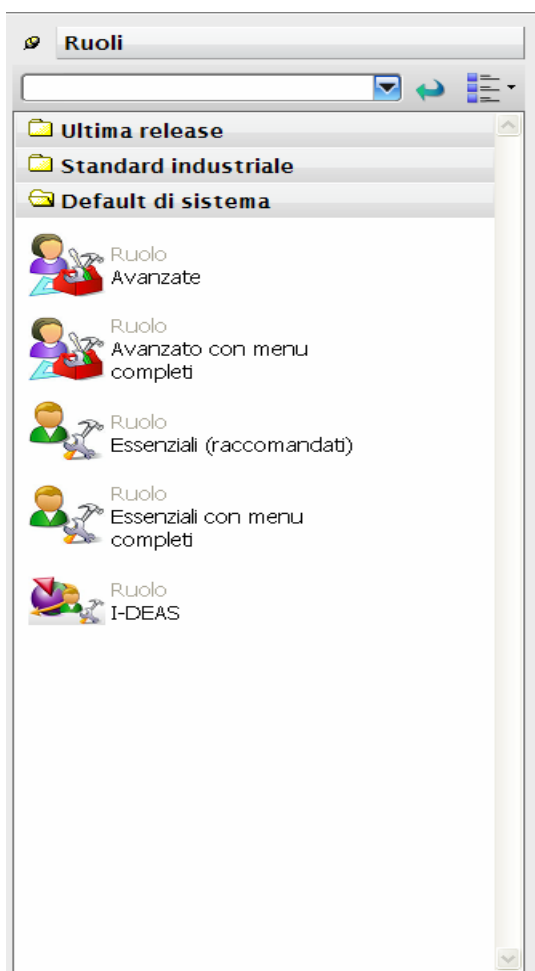 Ruoli
Ultima release
Standard industriale
Default di sistema
Ruolo
Avanzate
Ruolo
Avanzato con menu
completi
Ruolo
Essenziali (raccomandati)
Ruolo
Essenziali con menu
completi
Ruolo
I-DEAS